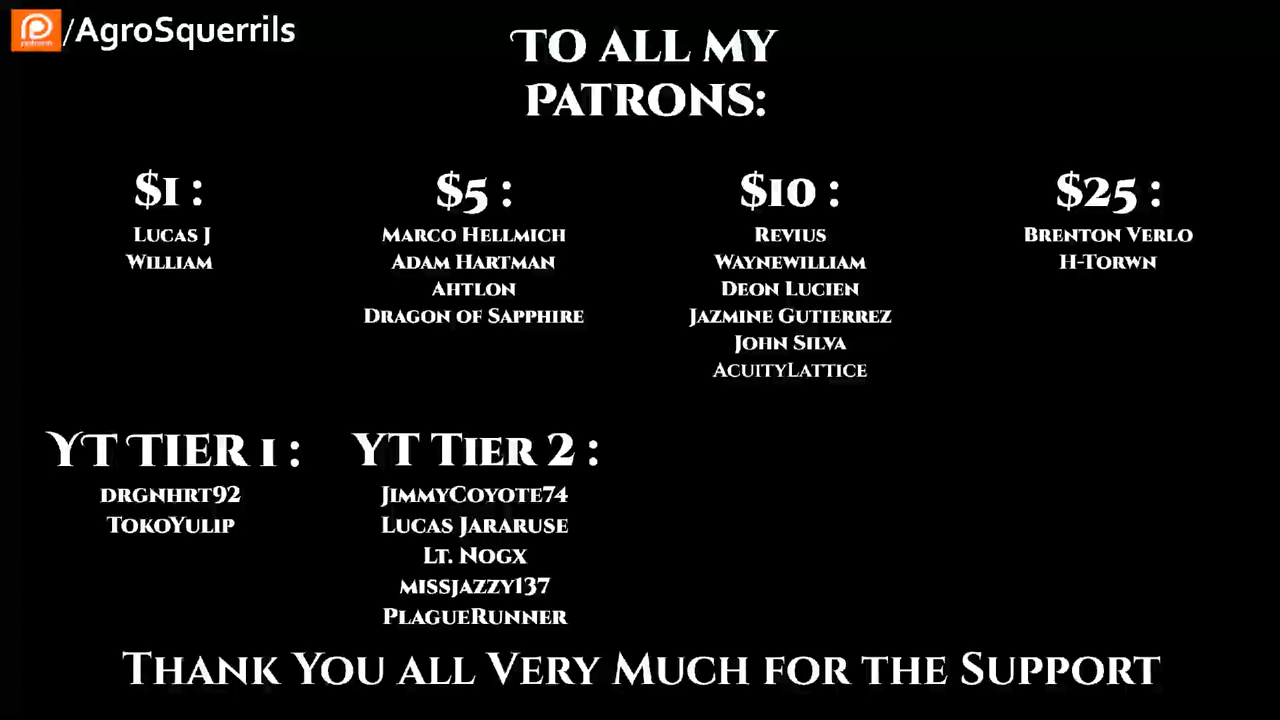 patreon
/AgroSquerrils
To all my
Patrons:
$1 :
Lucas J
William
$5 :
Marco Hellmich
Adam Hartman
Ahtlon
Dragon of Sapphire
$10 :
Revius
Waynewilliam
Deon Lucien
Jazmine Gutierrez
John Silva
AcuityLattice
$25 :
Brenton Verlo
H-Torwn
YT Tier 1 :
drgnhrt92
TokoYulip
YT Tier 2 :
JimmyCoyote74
Lucas Jararuse
Lt. Nogx
missjazzy137
PlagueRunner
Thank You all Very Much for the Support